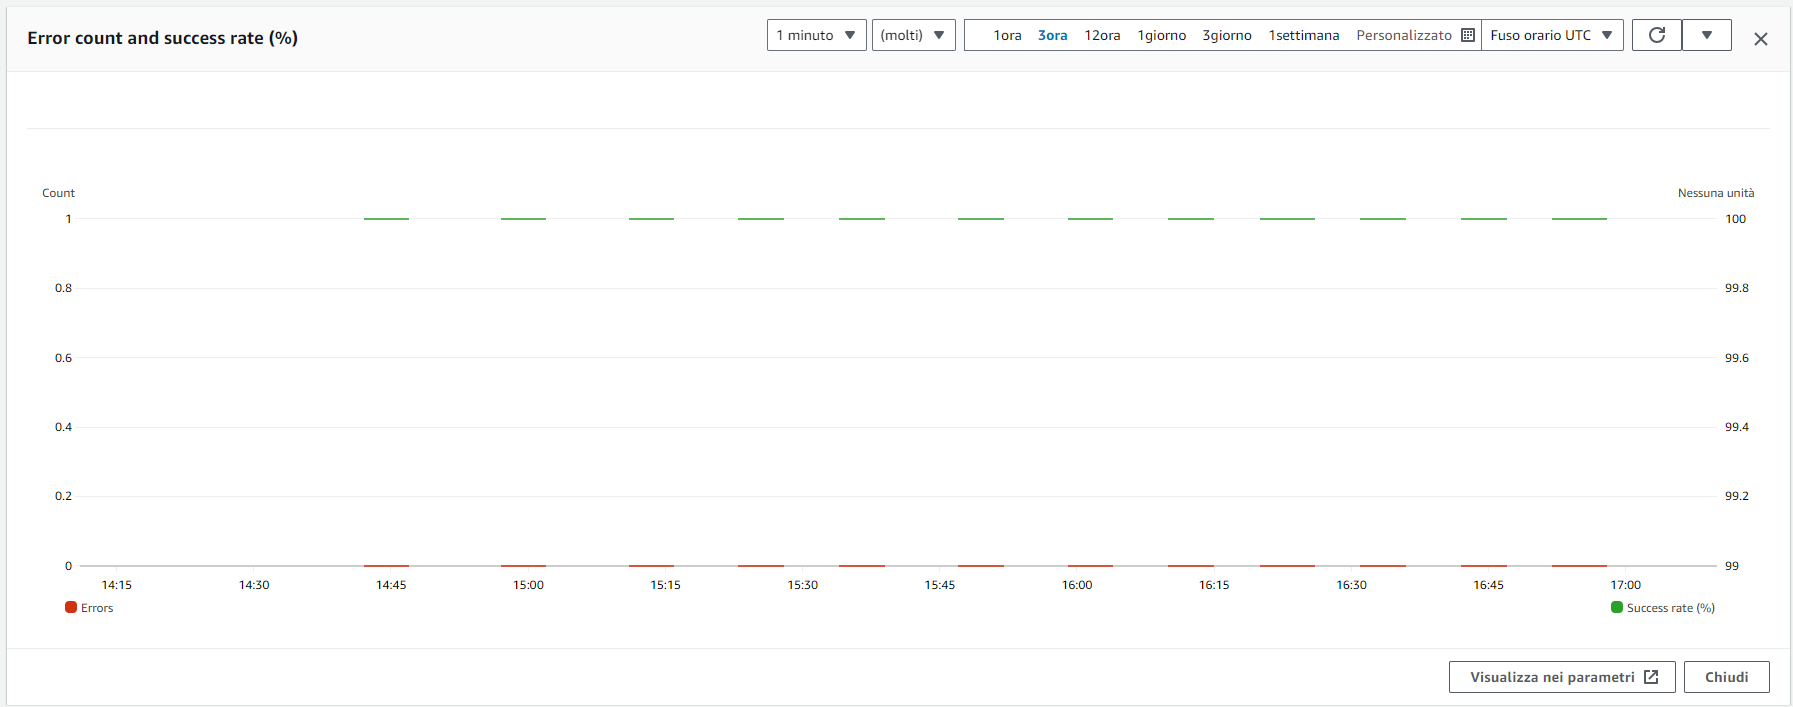 Error count and success rate (%)
1 minuto (molti) 1ora 3ora 12ora 1giorno 3giorno 1settimana Personalizzato Fuso orario UTC
Count Nessuna unità
1 100
0.8 99.8
0.6 99.6
0.4 99.4
0.2 99.2
0 99
14:15 14:30 14:45 15:00 15:15 15:30 15:45 16:00 16:15 16:30 16:45 17:00
Errors Success rate (%)
Visualizza nei parametri Chiudi